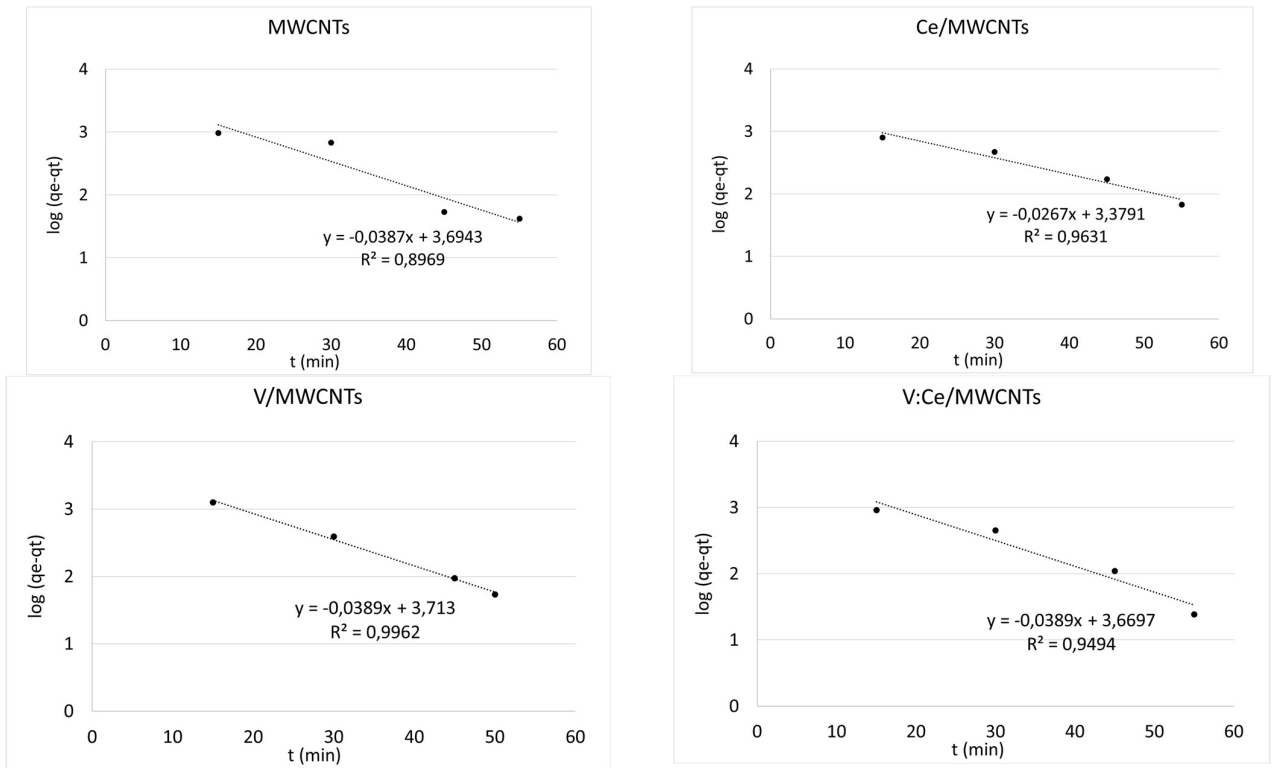 MWCNTs
4
3
2
1
0
log (qe-qt)
y = -0,0387x + 3,6943
R² = 0,8969
0 10 20 30 40 50 60
t (min)
Ce/MWCNTs
4
3
2
1
0
log (qe-qt)
y = -0,0267x + 3,3791
R² = 0,9631
0 10 20 30 40 50 60
t (min)
V/MWCNTs
4
3
2
1
0
log (qe-qt)
y = -0,0389x + 3,713
R² = 0,9962
0 10 20 30 40 50 60
t (min)
V:Ce/MWCNTs
4
3
2
1
0
log (qe-qt)
y = -0,0389x + 3,6697
R² = 0,9494
0 10 20 30 40 50 60
t (min)